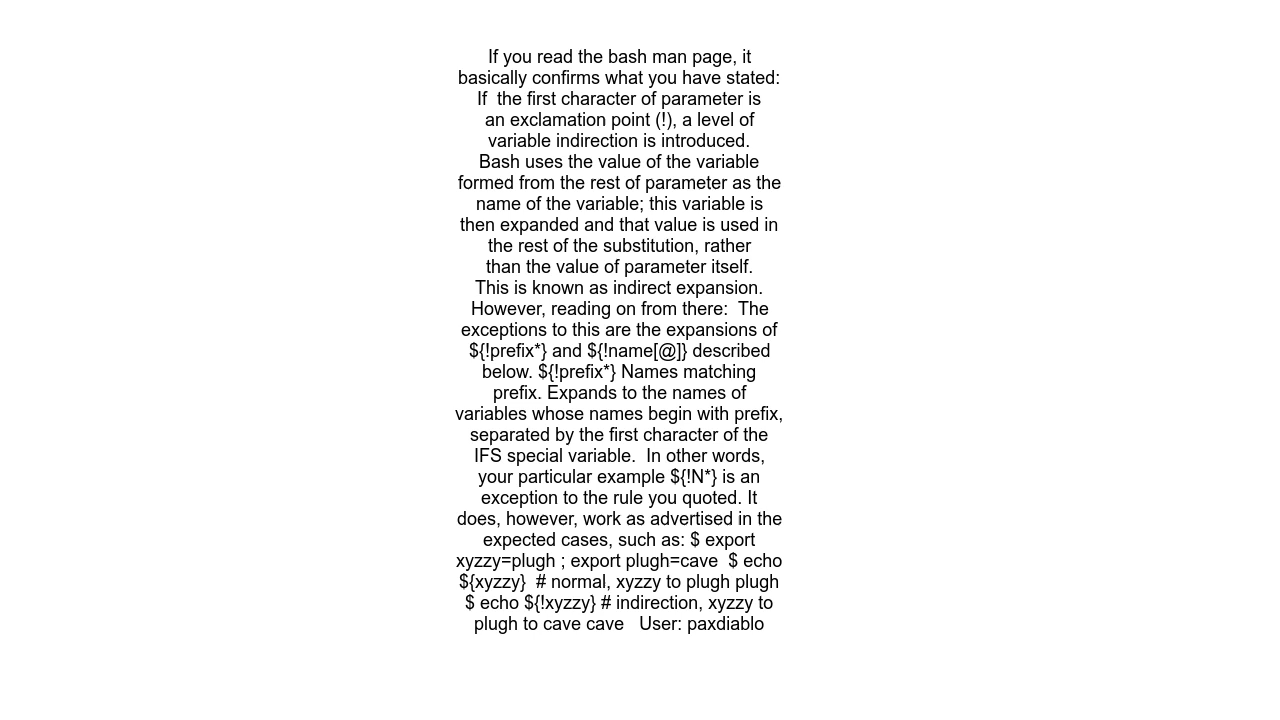 If you read the bash man page, it
basically confirms what you have stated:
If  the first character of parameter is
an exclamation point (!), a level of
variable indirection is introduced.
Bash uses the value of the variable
formed from the rest of parameter as the
name of the variable; this variable is
then expanded and that value is used in
the rest of the substitution, rather
than the value of parameter itself.
This is known as indirect expansion.
However, reading on from there:  The
exceptions to this are the expansions of
${!prefix*} and ${!name[@]} described
below. ${!prefix*} Names matching
prefix. Expands to the names of
variables whose names begin with prefix,
separated by the first character of the
IFS special variable.  In other words,
your particular example ${!N*} is an
exception to the rule you quoted. It
does, however, work as advertised in the
expected cases, such as: $ export
xyzzy=plugh ; export plugh=cave  $ echo
${xyzzy}  # normal, xyzzy to plugh plugh
$ echo ${!xyzzy} # indirection, xyzzy to
plugh to cave cave   User: paxdiablo